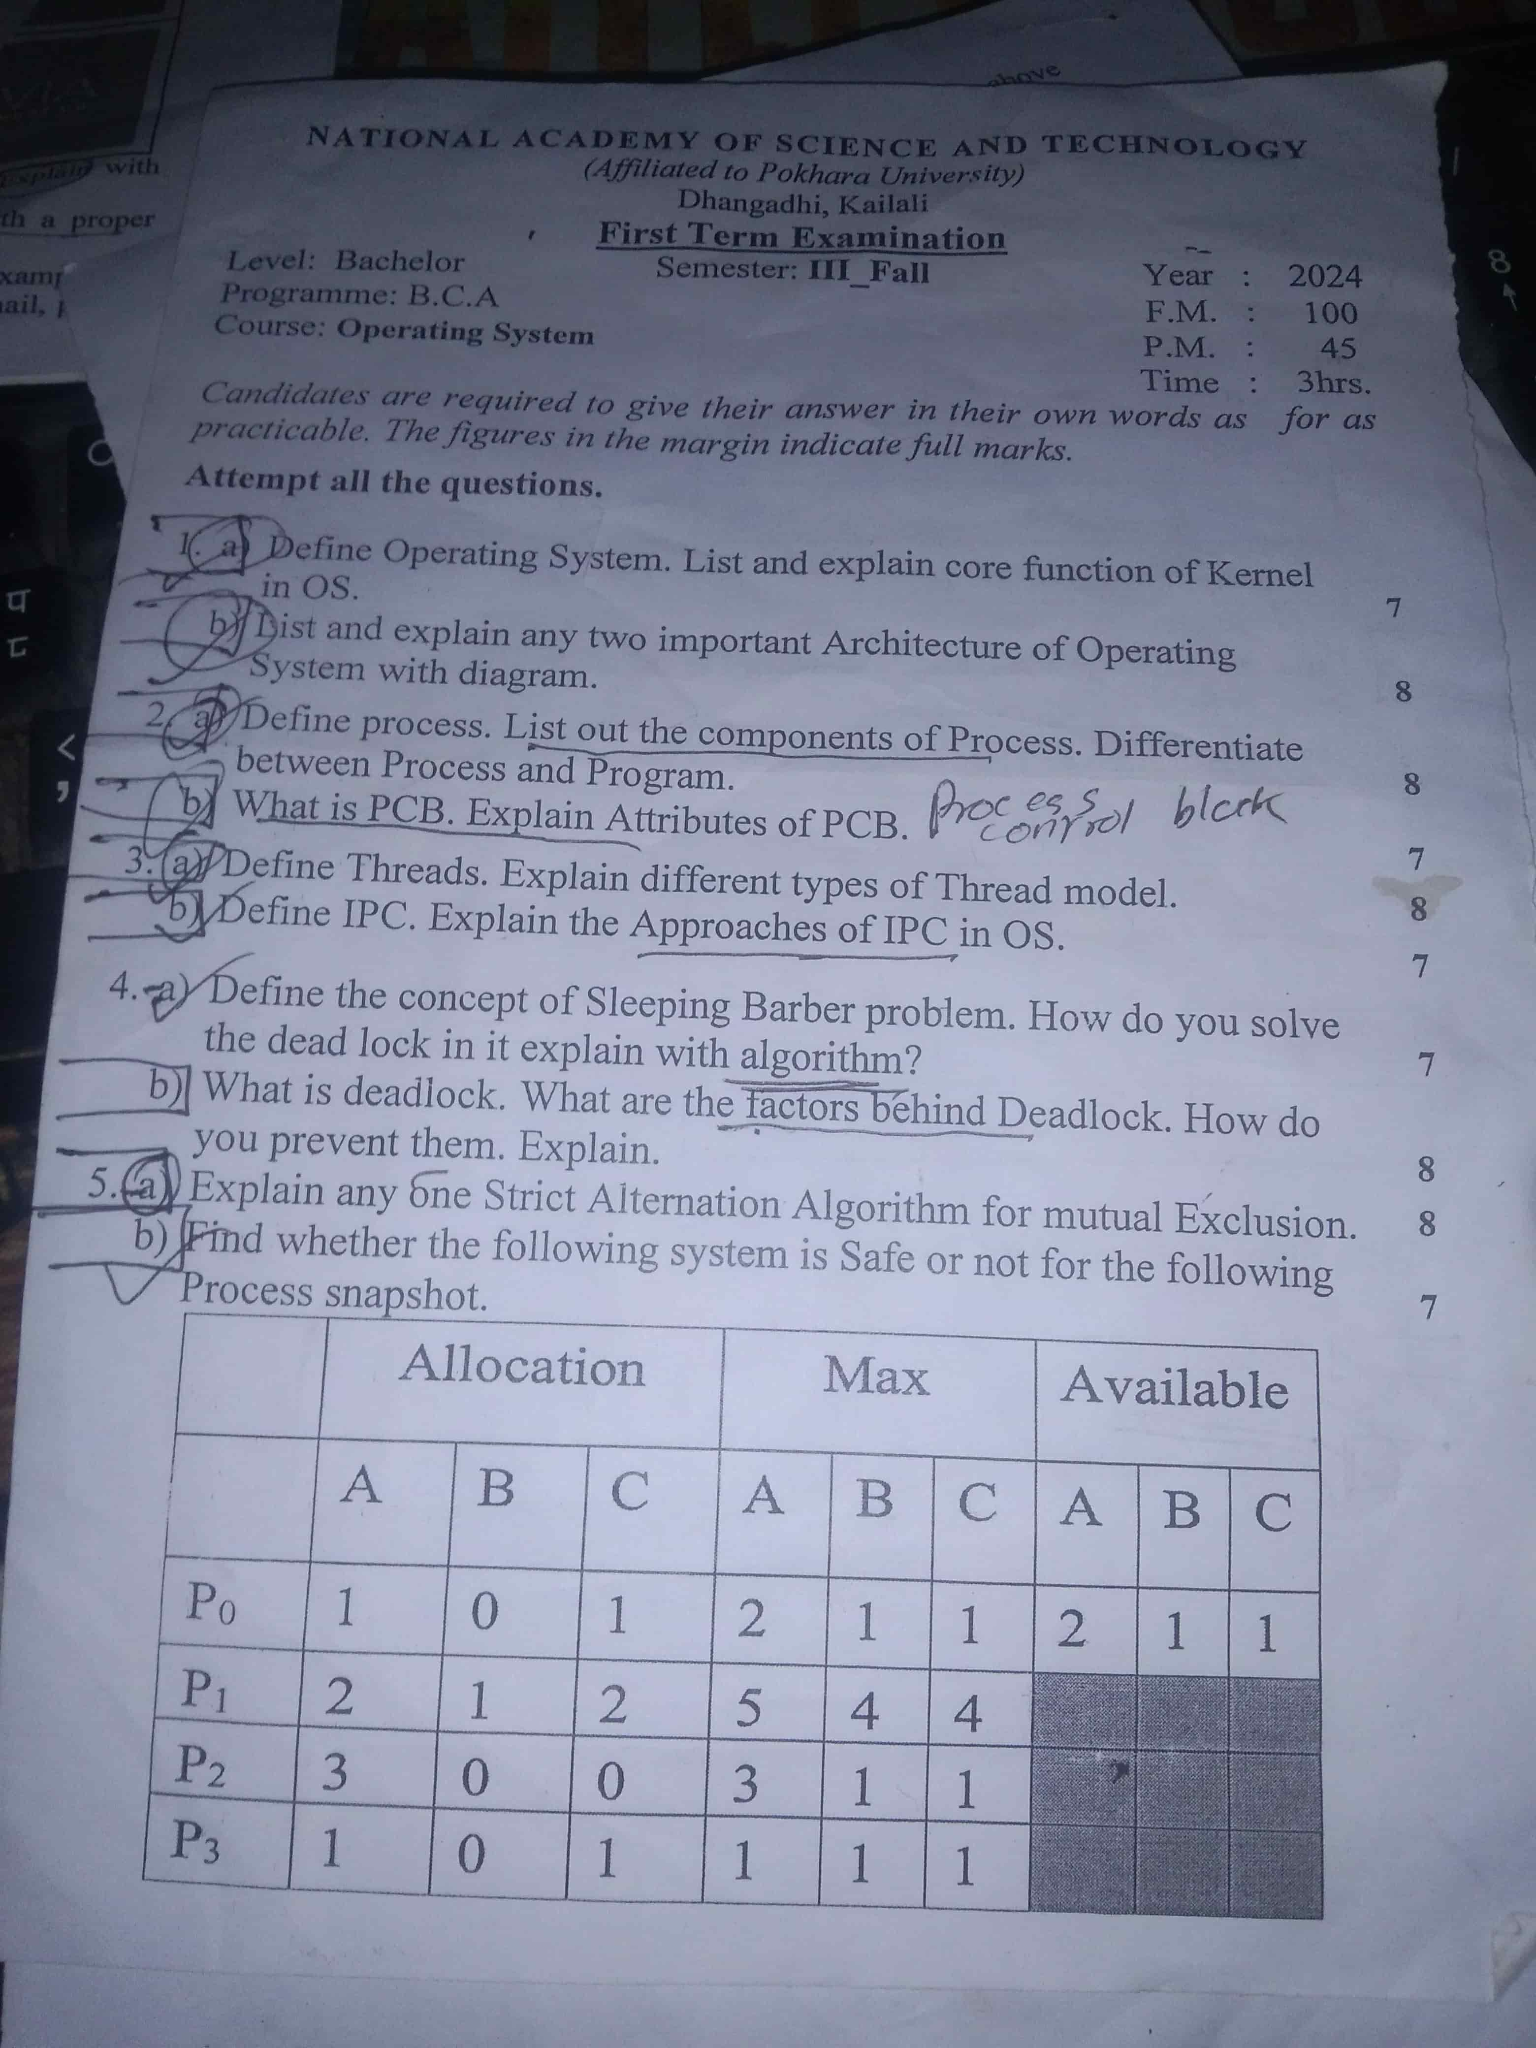 above
Explain with
th a proper
NATIONAL ACADEMY OF SCIENCE AND TECHNOLOGY
(Affiliated to Pokhara University)
Dhangadhi, Kailali
First Term Examination
Level: Bachelor Semester: III_Fall Year : 2024
Programme: B.C.A F.M. : 100
Course: Operating System P.M. : 45
Time : 3hrs.
Candidates are required to give their answer in their own words as for as
practicable. The figures in the margin indicate full marks.
Attempt all the questions.
1. a) Define Operating System. List and explain core function of Kernel
in OS. 7
b) List and explain any two important Architecture of Operating
System with diagram. 8
2. a) Define process. List out the components of Process. Differentiate
between Process and Program. 8
b) What is PCB. Explain Attributes of PCB. Process control block 7
3. a) Define Threads. Explain different types of Thread model. 8
b) Define IPC. Explain the Approaches of IPC in OS. 7
4. a) Define the concept of Sleeping Barber problem. How do you solve
the dead lock in it explain with algorithm? 7
b) What is deadlock. What are the factors behind Deadlock. How do
you prevent them. Explain. 8
5. a) Explain any one Strict Alternation Algorithm for mutual Exclusion. 8
b) Find whether the following system is Safe or not for the following
Process snapshot. 7
Allocation Max Available
A B C A B C A B C
P0 1 0 1 2 1 1 2 1 1
P1 2 1 2 5 4 4
P2 3 0 0 3 1 1
P3 1 0 1 1 1 1